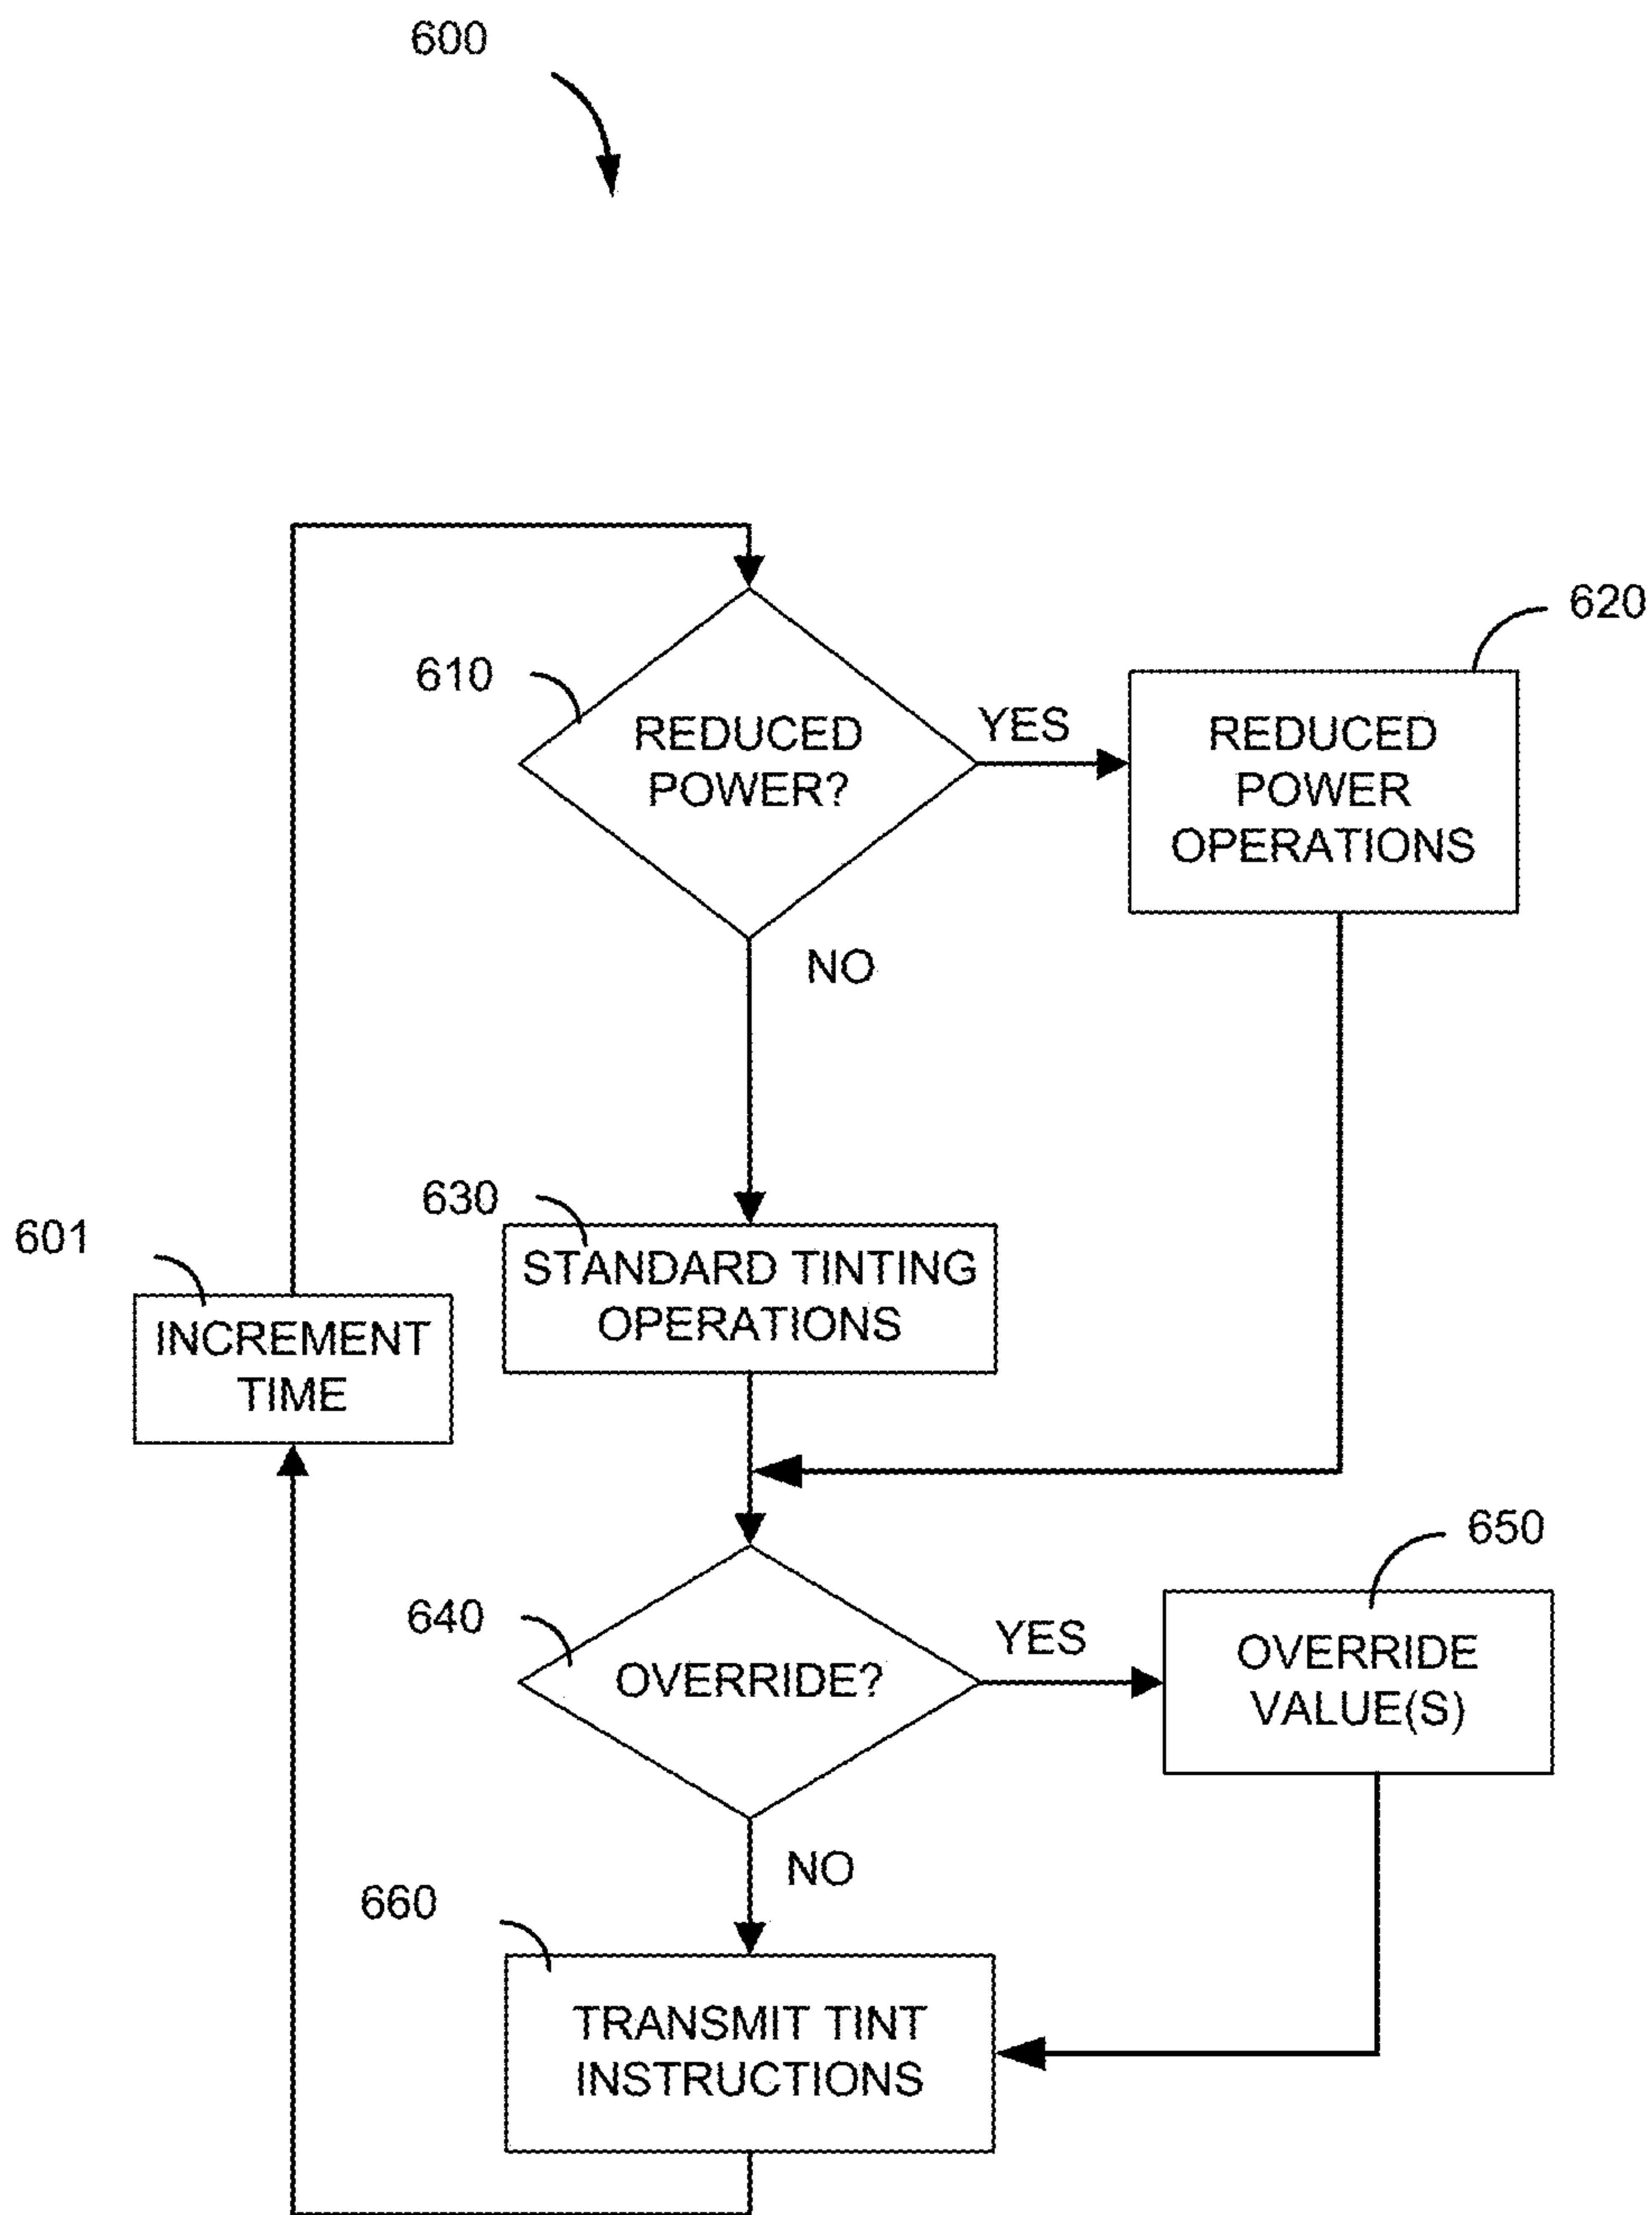 600
610
REDUCED
POWER?
YES
620
REDUCED
POWER
OPERATIONS
NO
630
STANDARD TINTING
OPERATIONS
601
INCREMENT
TIME
640
OVERRIDE?
YES
650
OVERRIDE
VALUE(S)
NO
660
TRANSMIT TINT
INSTRUCTIONS